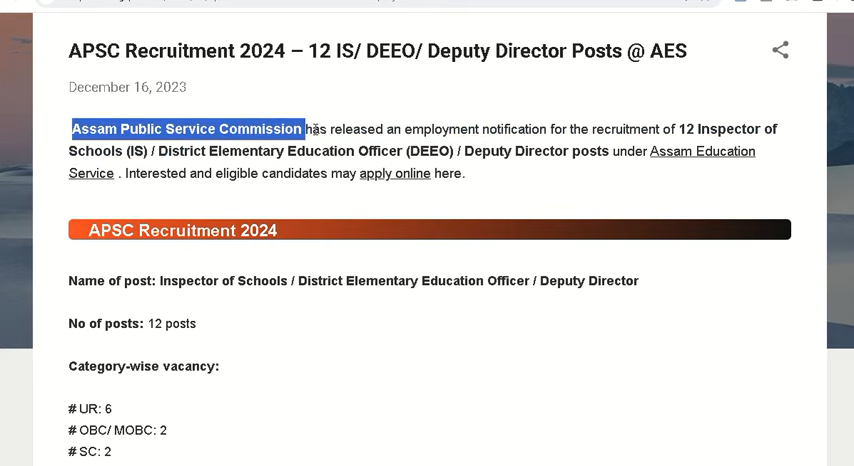 APSC Recruitment 2024 – 12 IS/ DEEO/ Deputy Director Posts @ AES
December 16, 2023
Assam Public Service Commission has released an employment notification for the recruitment of 12 Inspector of
Schools (IS) / District Elementary Education Officer (DEEO) / Deputy Director posts under Assam Education
Service . Interested and eligible candidates may apply online here.
APSC Recruitment 2024
Name of post: Inspector of Schools / District Elementary Education Officer / Deputy Director
No of posts: 12 posts
Category-wise vacancy:
# UR: 6
# OBC/ MOBC: 2
# SC: 2